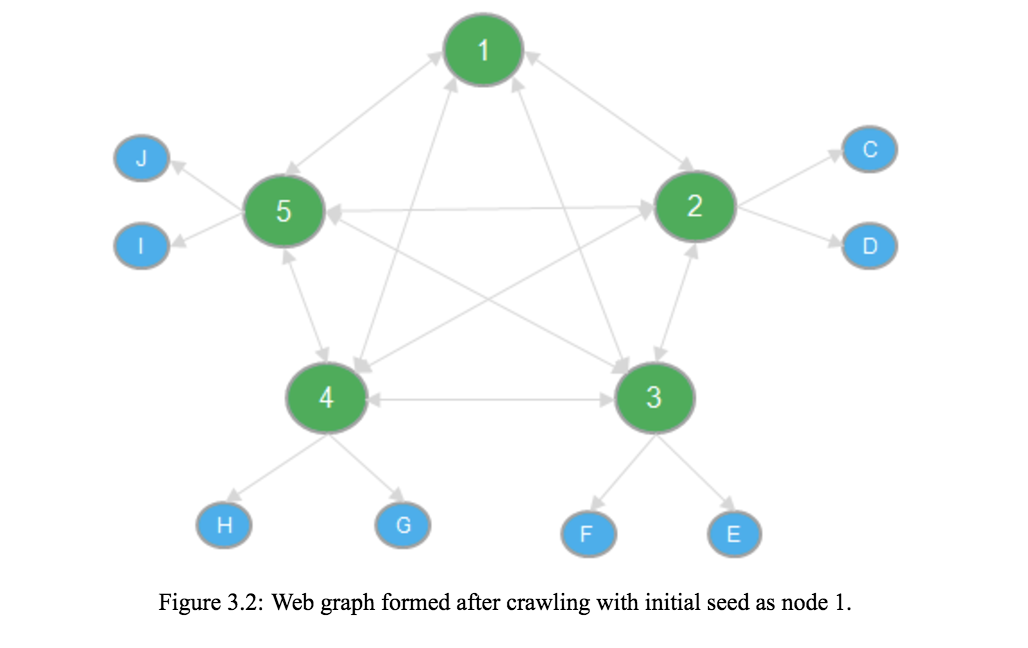 1
J
C
5
2
I
D
4
3
H
G
F
E
Figure 3.2: Web graph formed after crawling with initial seed as node 1.